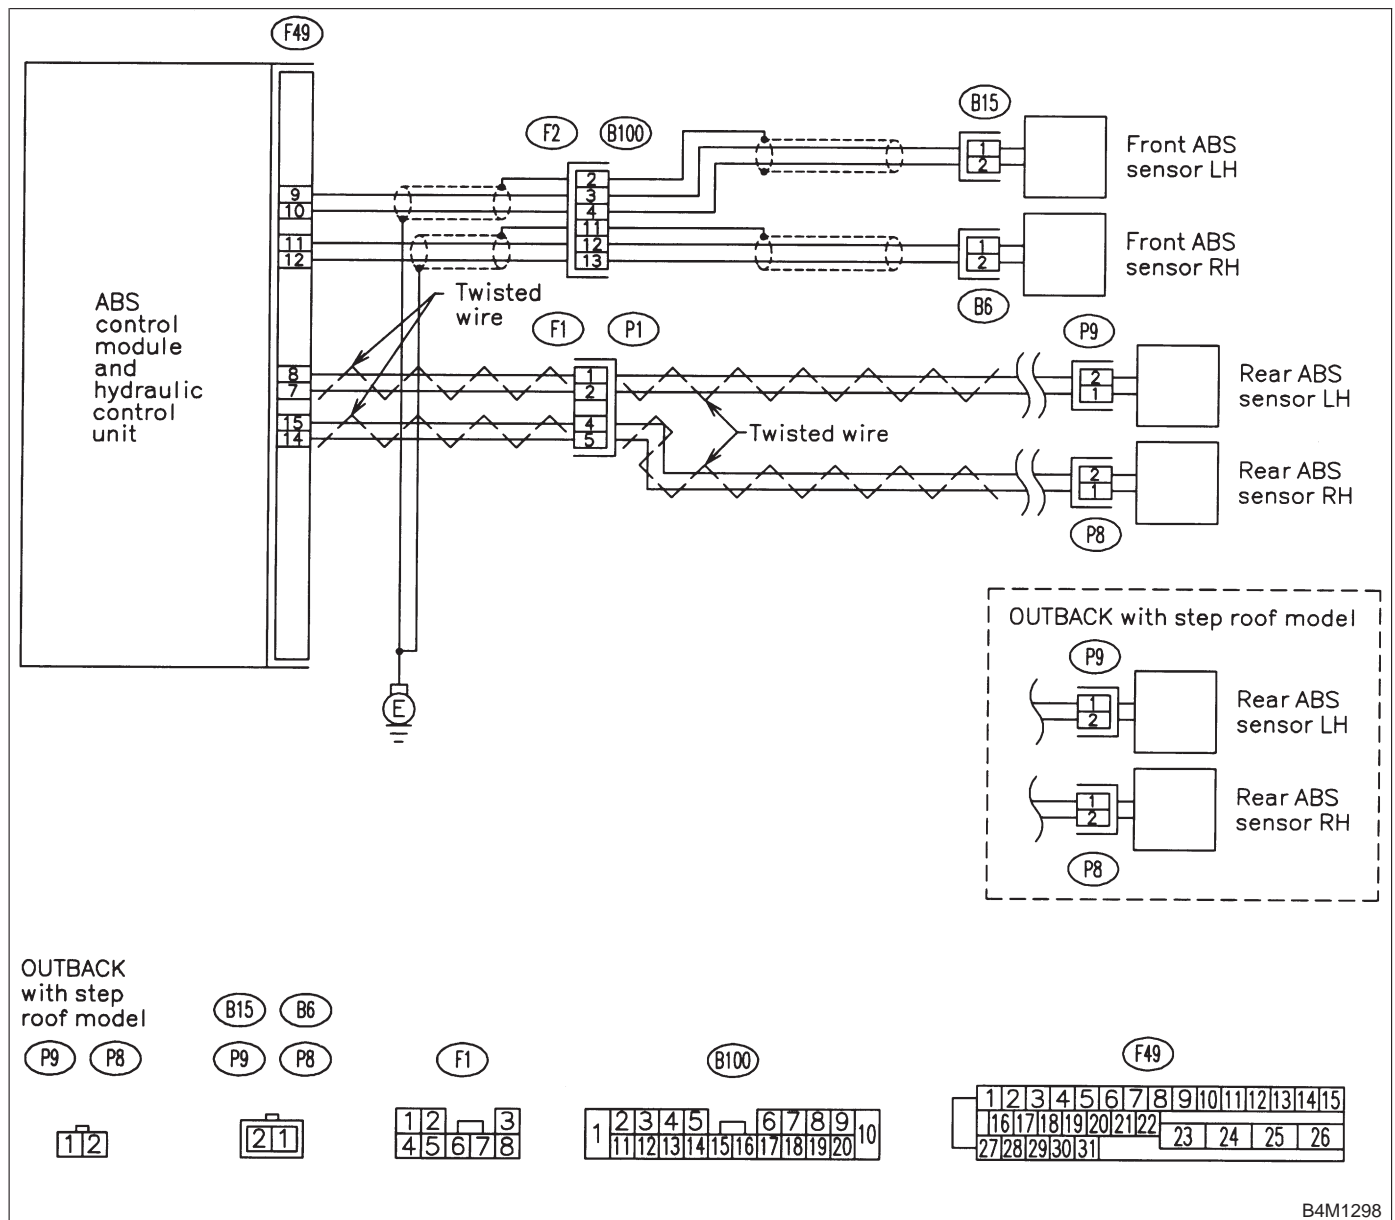 F49
B15
F2 B100
1
2
Front ABS
sensor LH
2
3
4
11
12
13
9
10
11
12
1
2
Front ABS
sensor RH
B6
ABS
control
module
and
hydraulic
control
unit
Twisted
wire
F1 P1
P9
8
7
15
14
1
2
4
5
2
1
Rear ABS
sensor LH
Twisted wire
2
1
Rear ABS
sensor RH
P8
E
OUTBACK with step roof model
P9
1
2
Rear ABS
sensor LH
1
2
Rear ABS
sensor RH
P8
OUTBACK
with step
roof model
P9 P8
1 2
B15 B6
P9 P8
2 1
F1
1 2 3
4 5 6 7 8
B100
1 2 3 4 5 6 7 8 9 10
11 12 13 14 15 16 17 18 19 20
F49
1 2 3 4 5 6 7 8 9 10 11 12 13 14 15
16 17 18 19 20 21 22 23 24 25 26
27 28 29 30 31
B4M1298